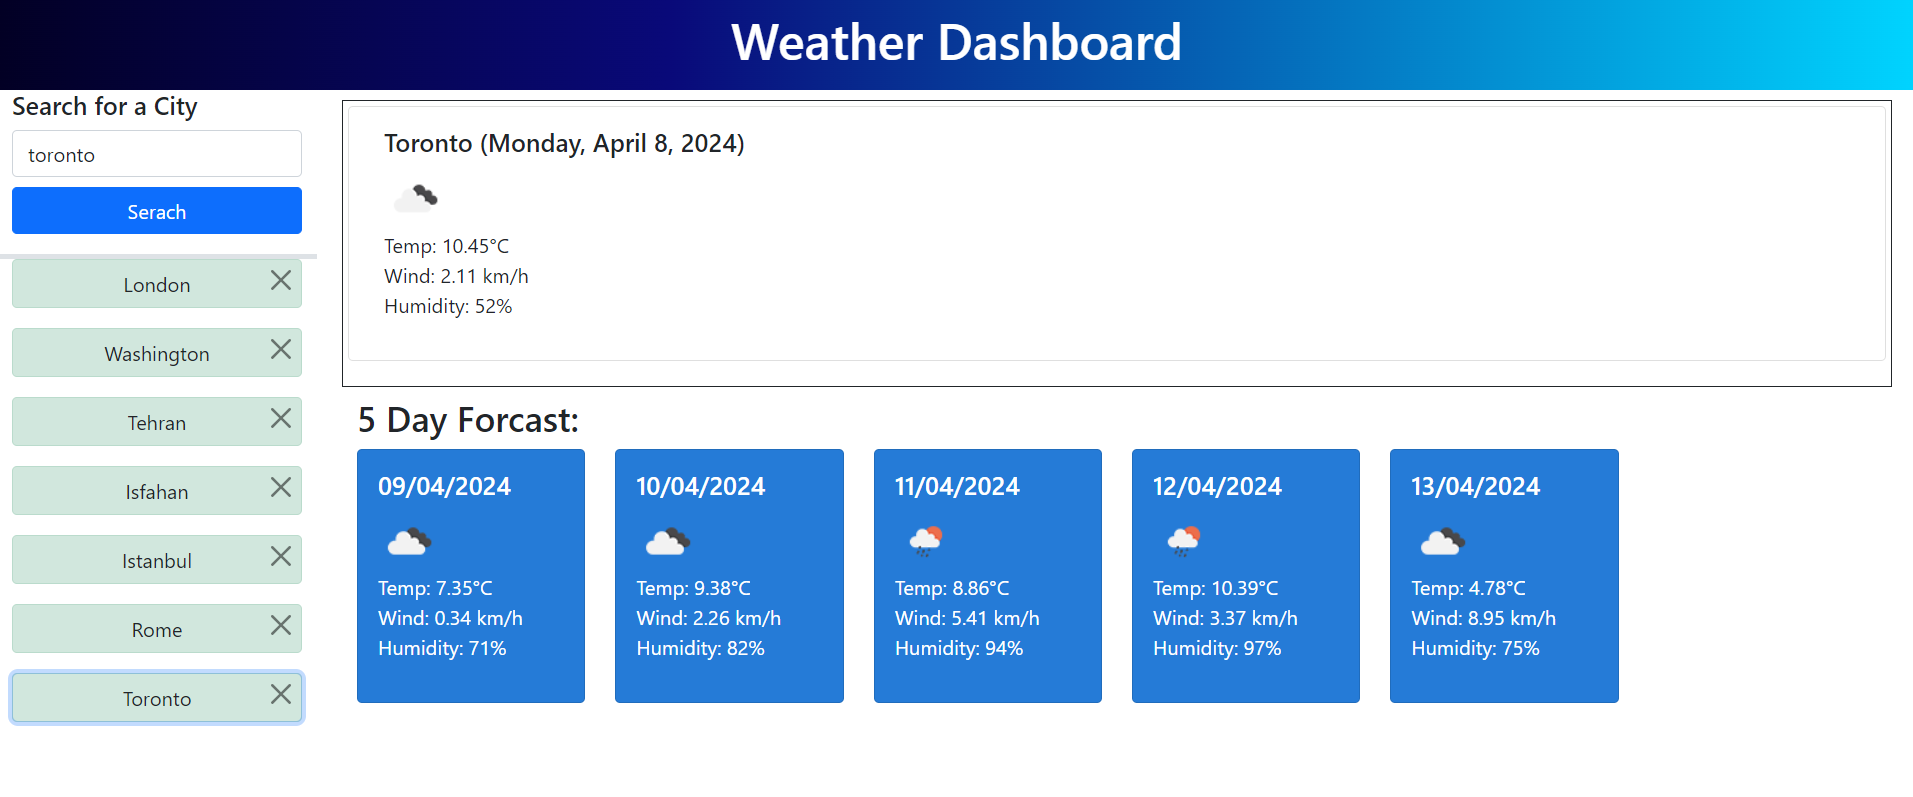 Weather Dashboard
Search for a City
toronto
Serach
London
Washington
Tehran
Isfahan
Istanbul
Rome
Toronto
Toronto (Monday, April 8, 2024)
Temp: 10.45°C
Wind: 2.11 km/h
Humidity: 52%
5 Day Forcast:
09/04/2024
Temp: 7.35°C
Wind: 0.34 km/h
Humidity: 71%
10/04/2024
Temp: 9.38°C
Wind: 2.26 km/h
Humidity: 82%
11/04/2024
Temp: 8.86°C
Wind: 5.41 km/h
Humidity: 94%
12/04/2024
Temp: 10.39°C
Wind: 3.37 km/h
Humidity: 97%
13/04/2024
Temp: 4.78°C
Wind: 8.95 km/h
Humidity: 75%